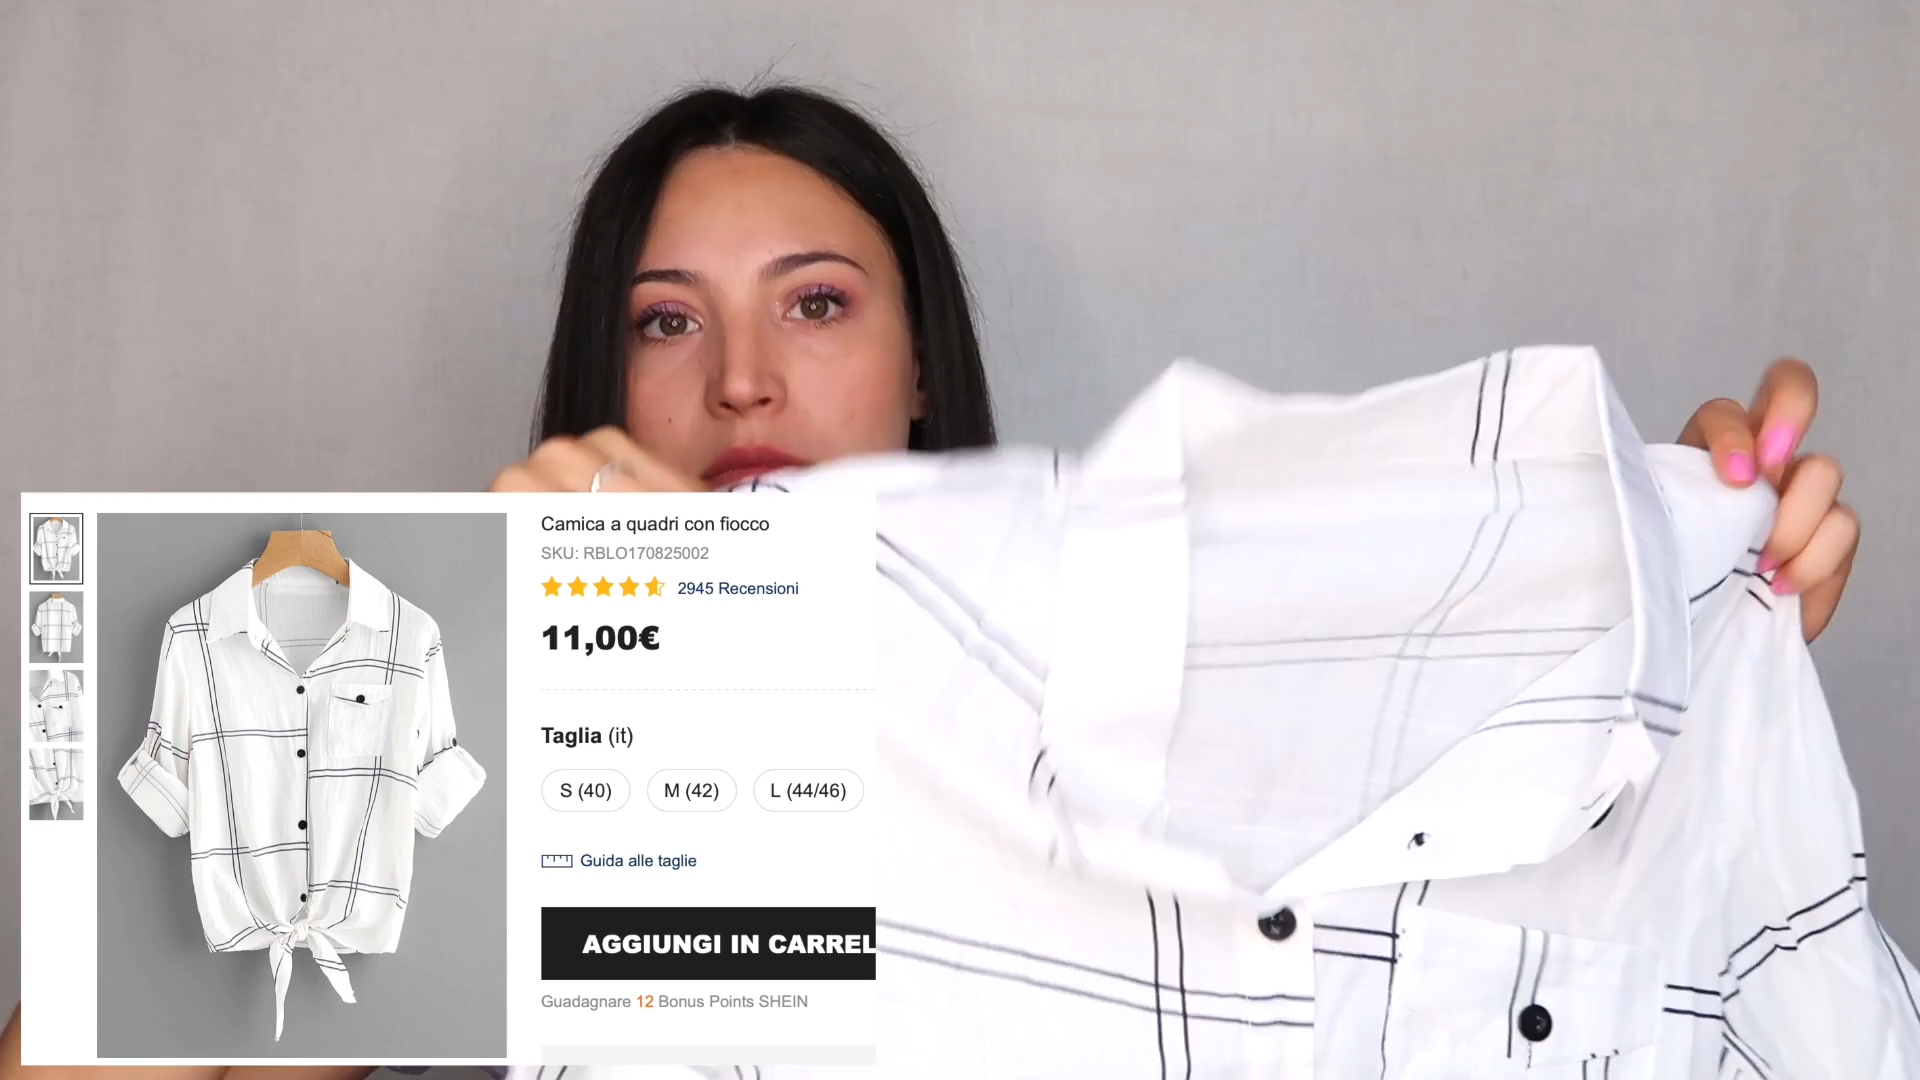 Camica a quadri con fiocco
SKU: RBLO170825002
2945 Recensioni
11,00€
Taglia (it)
S (40)
M (42)
L (44/46)
Guida alle taglie
AGGIUNGI IN CARREL
Guadagnare 12 Bonus Points SHEIN